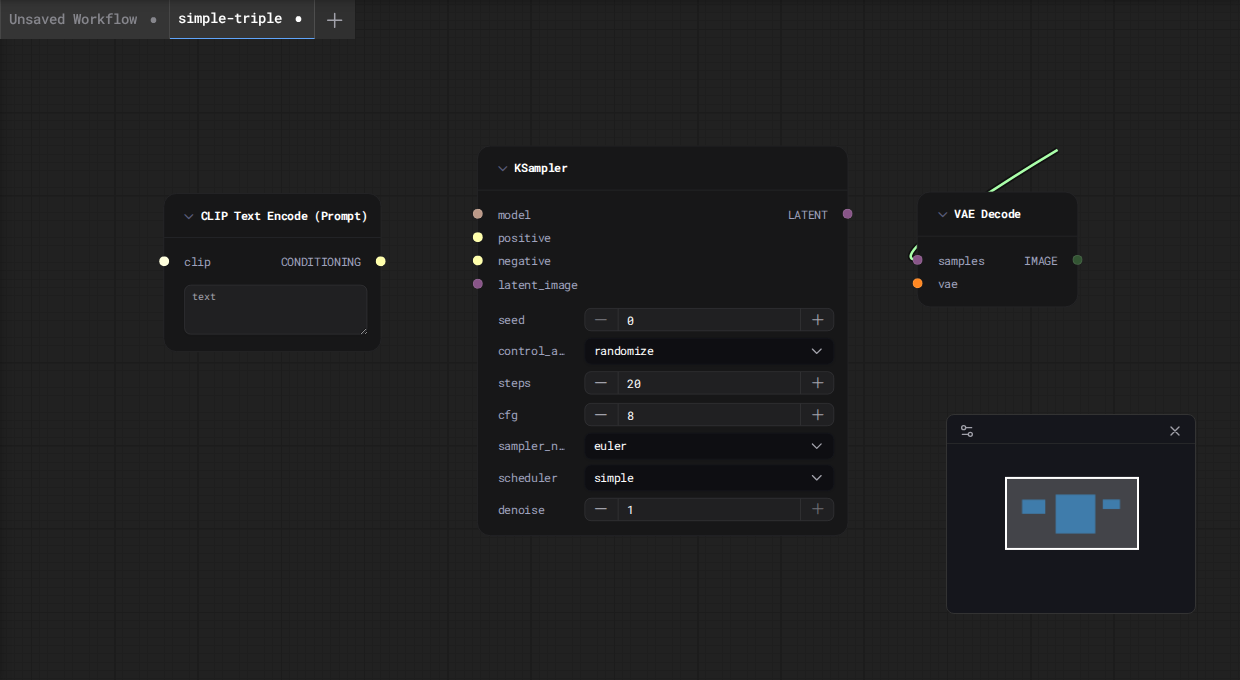 Unsaved Workflow
simple-triple
CLIP Text Encode (Prompt)
clip CONDITIONING
text
KSampler
model LATENT
positive
negative
latent_image
seed 0
control_a… randomize
steps 20
cfg 8
sampler_n… euler
scheduler simple
denoise 1
VAE Decode
samples IMAGE
vae